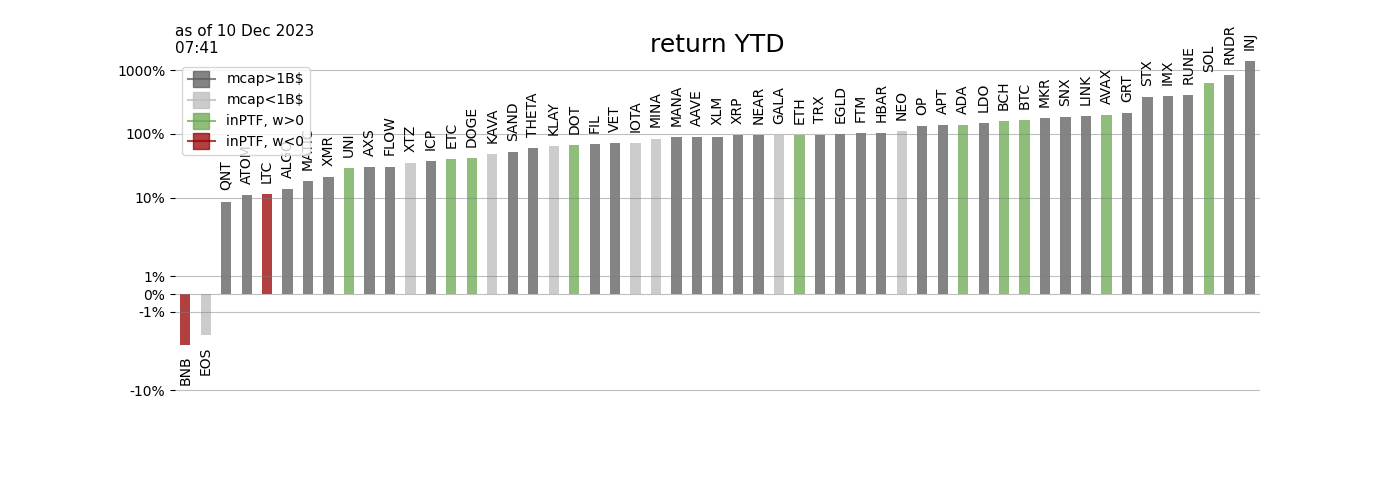 as of 10 Dec 2023
07:41
return YTD
mcap>1B$
mcap<1B$
inPTF, w>0
inPTF, w<0
1000%
100%
10%
1%
0%
-1%
-10%
BNB
EOS
QNT
ATOM
LTC
ALGO
MATIC
XMR
UNI
AXS
FLOW
XTZ
ICP
ETC
DOGE
KAVA
SAND
THETA
KLAY
DOT
FIL
VET
IOTA
MINA
MANA
AAVE
XLM
XRP
NEAR
GALA
ETH
TRX
EGLD
FTM
HBAR
NEO
OP
APT
ADA
LDO
BCH
BTC
MKR
SNX
LINK
AVAX
GRT
STX
IMX
RUNE
SOL
RNDR
INJ